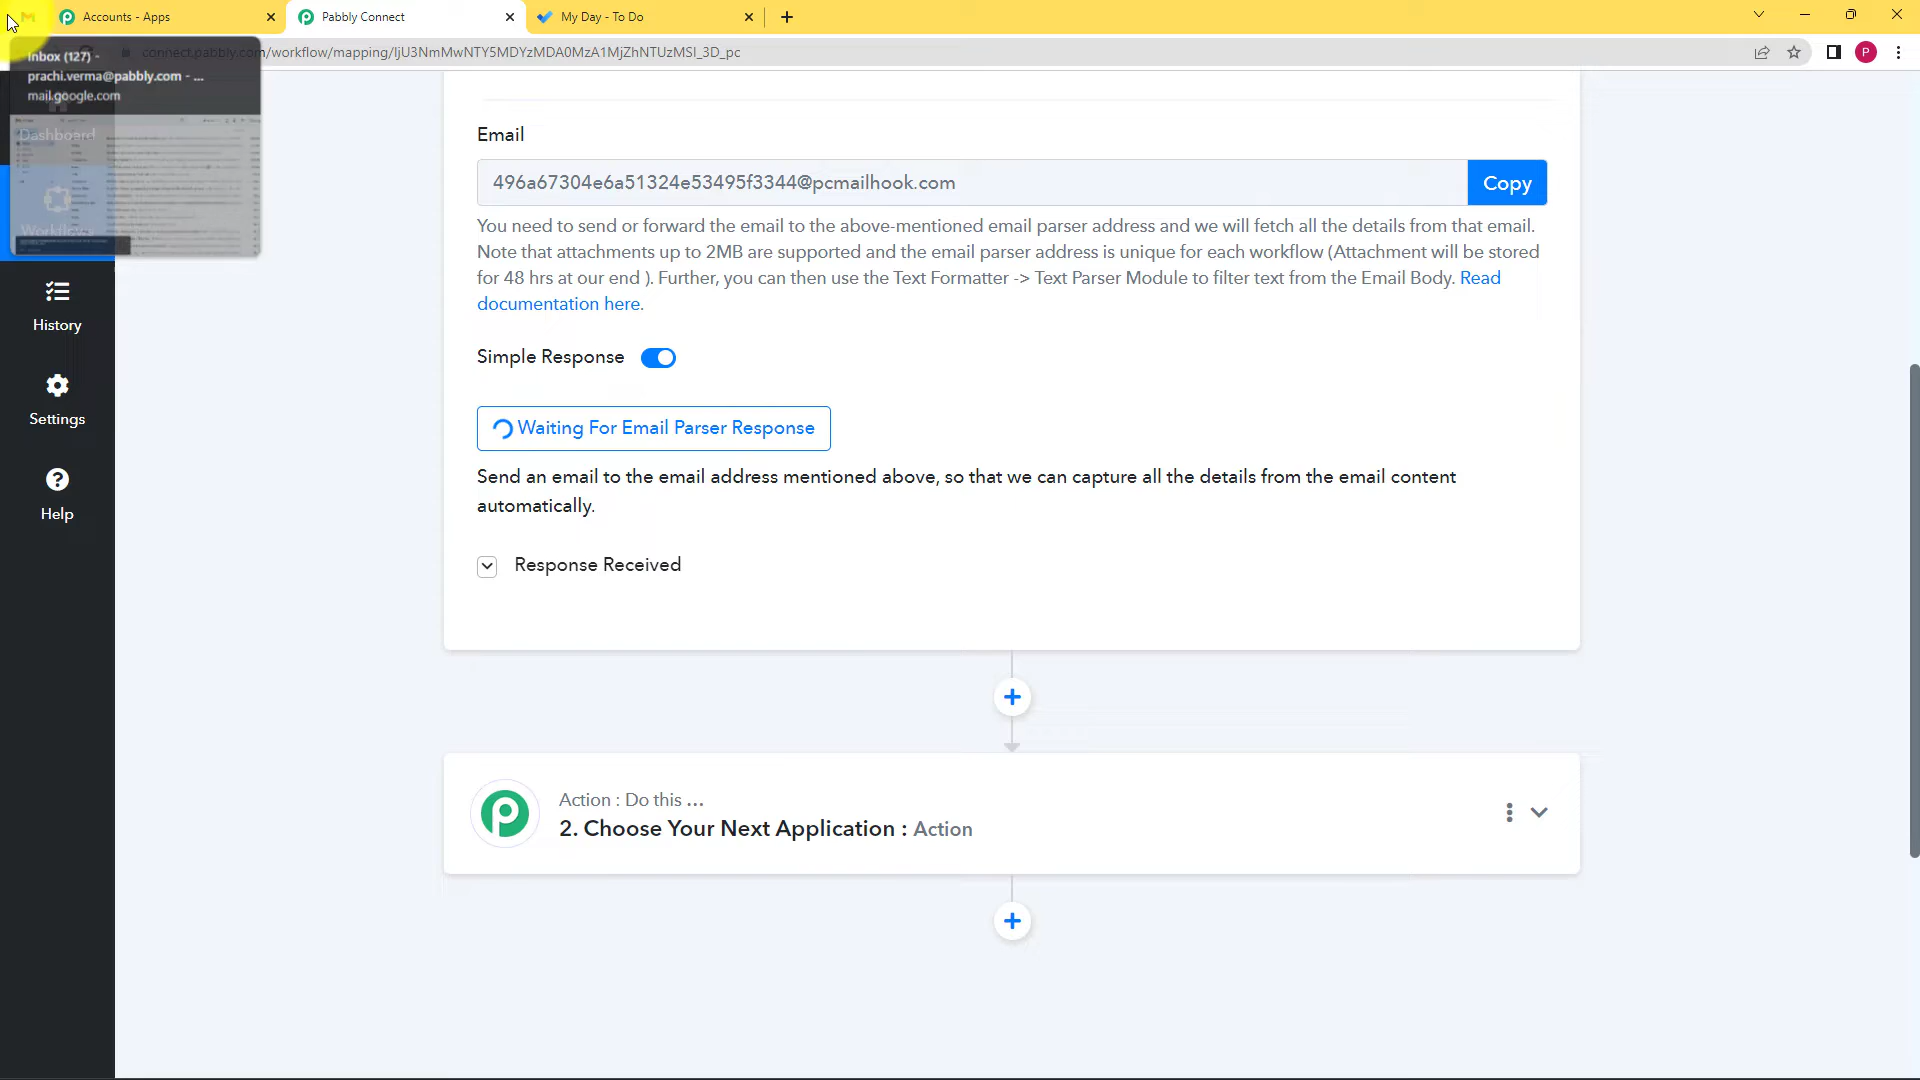 Accounts - Apps
Pabbly Connect
My Day - To Do
connect.pabbly.com/workflow/mapping/IjU3NmMwNTY5MDYzMDA0MzA1MjZhNTUzMSI_3D_pc
P
Inbox (127) -
prachi.verma@pabbly.com - ...
mail.google.com
Dashboard
Workflows
History
Settings
Help
Email
496a67304e6a51324e53495f3344@pcmailhook.com
Copy
You need to send or forward the email to the above-mentioned email parser address and we will fetch all the details from that email.
Note that attachments up to 2MB are supported and the email parser address is unique for each workflow (Attachment will be stored
for 48 hrs at our end ). Further, you can then use the Text Formatter -> Text Parser Module to filter text from the Email Body. Read
documentation here.
Simple Response
Waiting For Email Parser Response
Send an email to the email address mentioned above, so that we can capture all the details from the email content
automatically.
Response Received
Action : Do this ...
2. Choose Your Next Application : Action